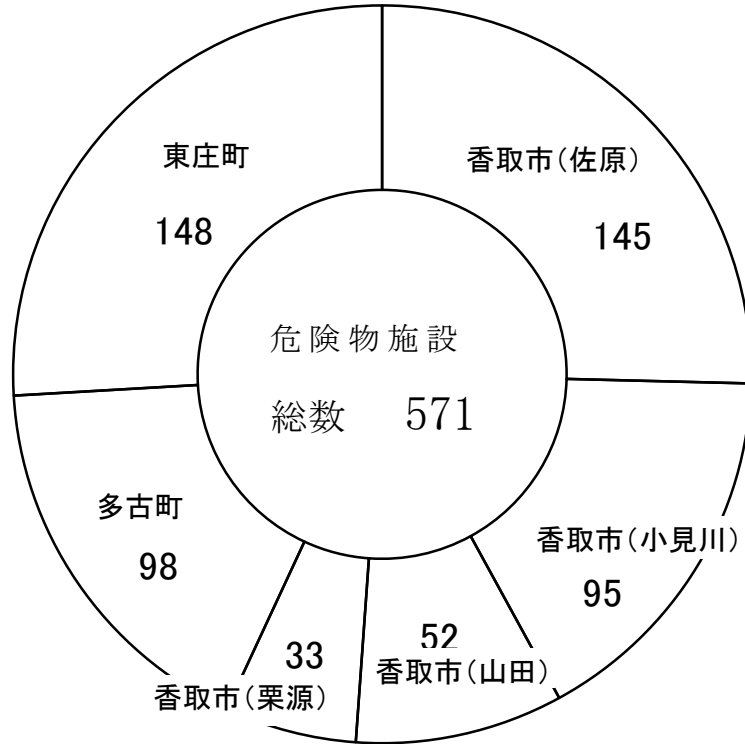 東庄町
148
香取市(佐原)
145
危険物施設
総数 571
多古町
98
香取市(小見川)
95
33
香取市(栗源)
52
香取市(山田)